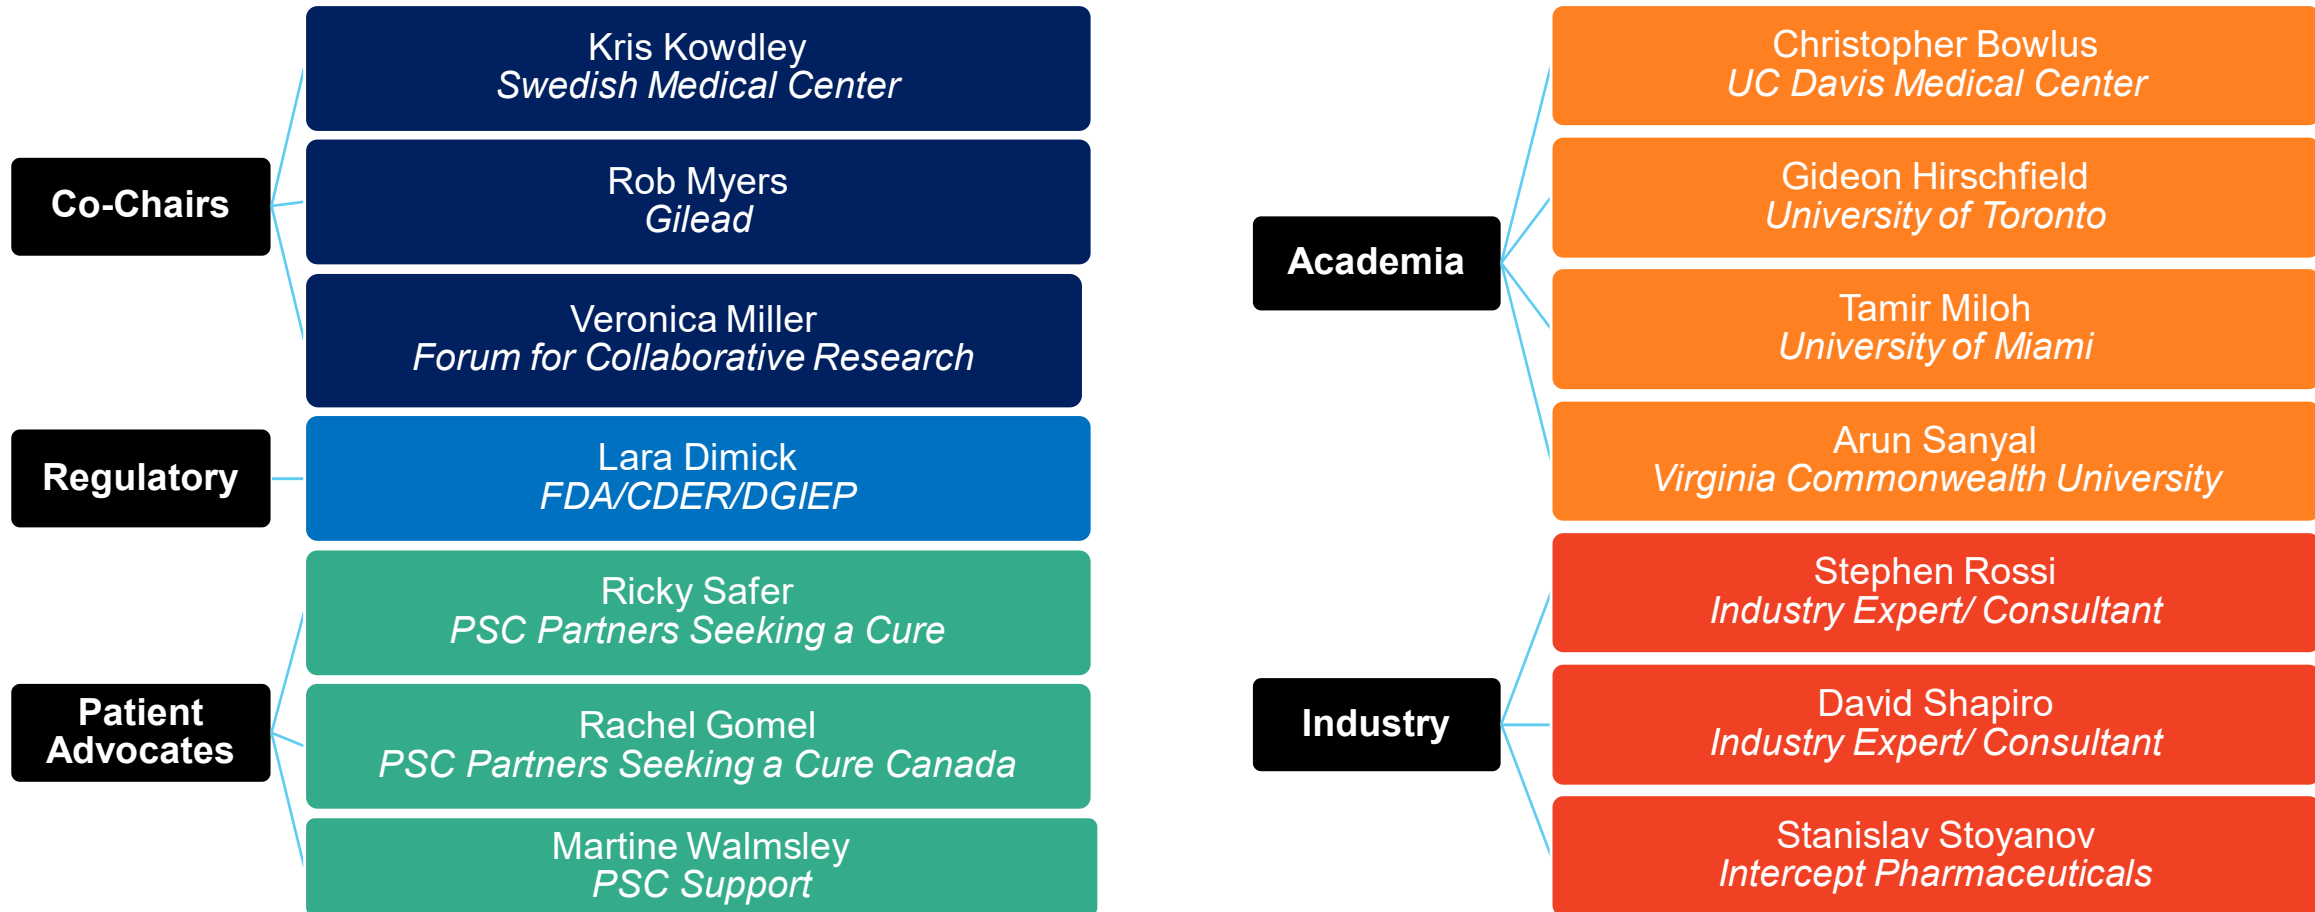 Co-Chairs
Kris Kowdley
Swedish Medical Center
Rob Myers
Gilead
Veronica Miller
Forum for Collaborative Research
Regulatory
Lara Dimick
FDA/CDER/DGIEP
Patient
Advocates
Ricky Safer
PSC Partners Seeking a Cure
Rachel Gomel
PSC Partners Seeking a Cure Canada
Martine Walmsley
PSC Support
Academia
Christopher Bowlus
UC Davis Medical Center
Gideon Hirschfield
University of Toronto
Tamir Miloh
University of Miami
Arun Sanyal
Virginia Commonwealth University
Industry
Stephen Rossi
Industry Expert/ Consultant
David Shapiro
Industry Expert/ Consultant
Stanislav Stoyanov
Intercept Pharmaceuticals